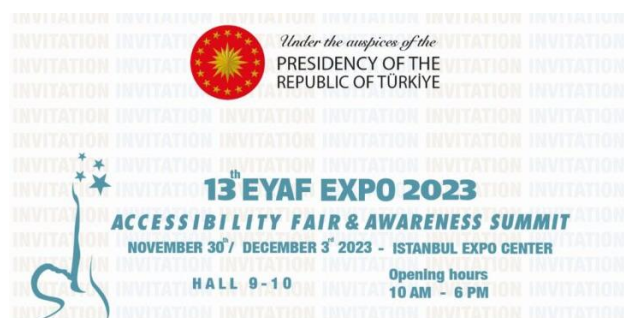 Under the auspices of the
PRESIDENCY OF THE
REPUBLIC OF TÜRKİYE
13th EYAF EXPO 2023
ACCESSIBILITY FAIR & AWARENESS SUMMIT
NOVEMBER 30th / DECEMBER 3rd 2023 - ISTANBUL EXPO CENTER
HALL 9-10
Opening hours
10 AM - 6 PM
INVITATION